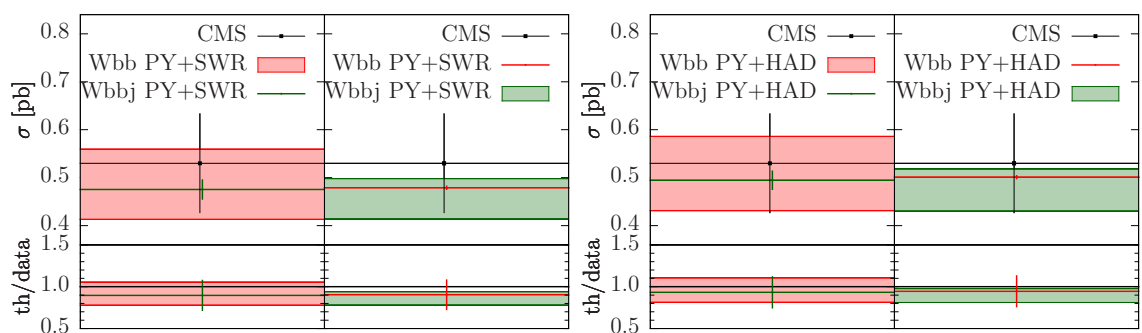 0.8
0.7
0.6
0.5
0.4
σ [pb]
CMS
Wbb PY+SWR
Wbbj PY+SWR
CMS
Wbb PY+SWR
Wbbj PY+SWR
1.5
1.0
0.5
th/data
0.8
0.7
0.6
0.5
0.4
σ [pb]
CMS
Wbb PY+HAD
Wbbj PY+HAD
CMS
Wbb PY+HAD
Wbbj PY+HAD
1.5
1.0
0.5
th/data